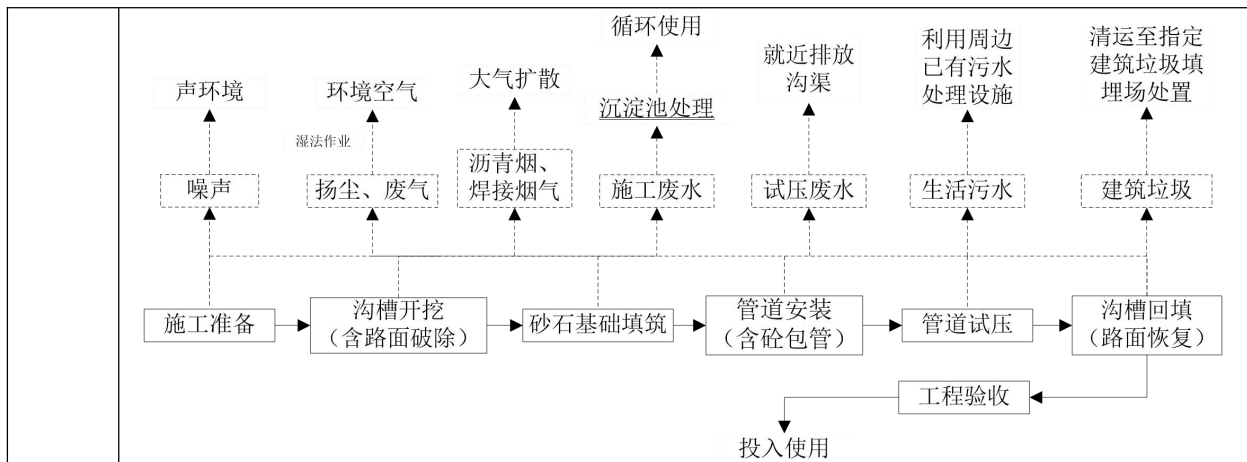 循环使用
利用周边
已有污水
处理设施
清运至指定
建筑垃圾填
埋场处置
就近排放
沟渠
大气扩散
声环境
环境空气
沉淀池处理
湿法作业
噪声
扬尘、废气
沥青烟、
焊接烟气
施工废水
试压废水
生活污水
建筑垃圾
施工准备
沟槽开挖
（含路面破除）
砂石基础填筑
管道安装
（含砼包管）
管道试压
沟槽回填
（路面恢复）
工程验收
投入使用